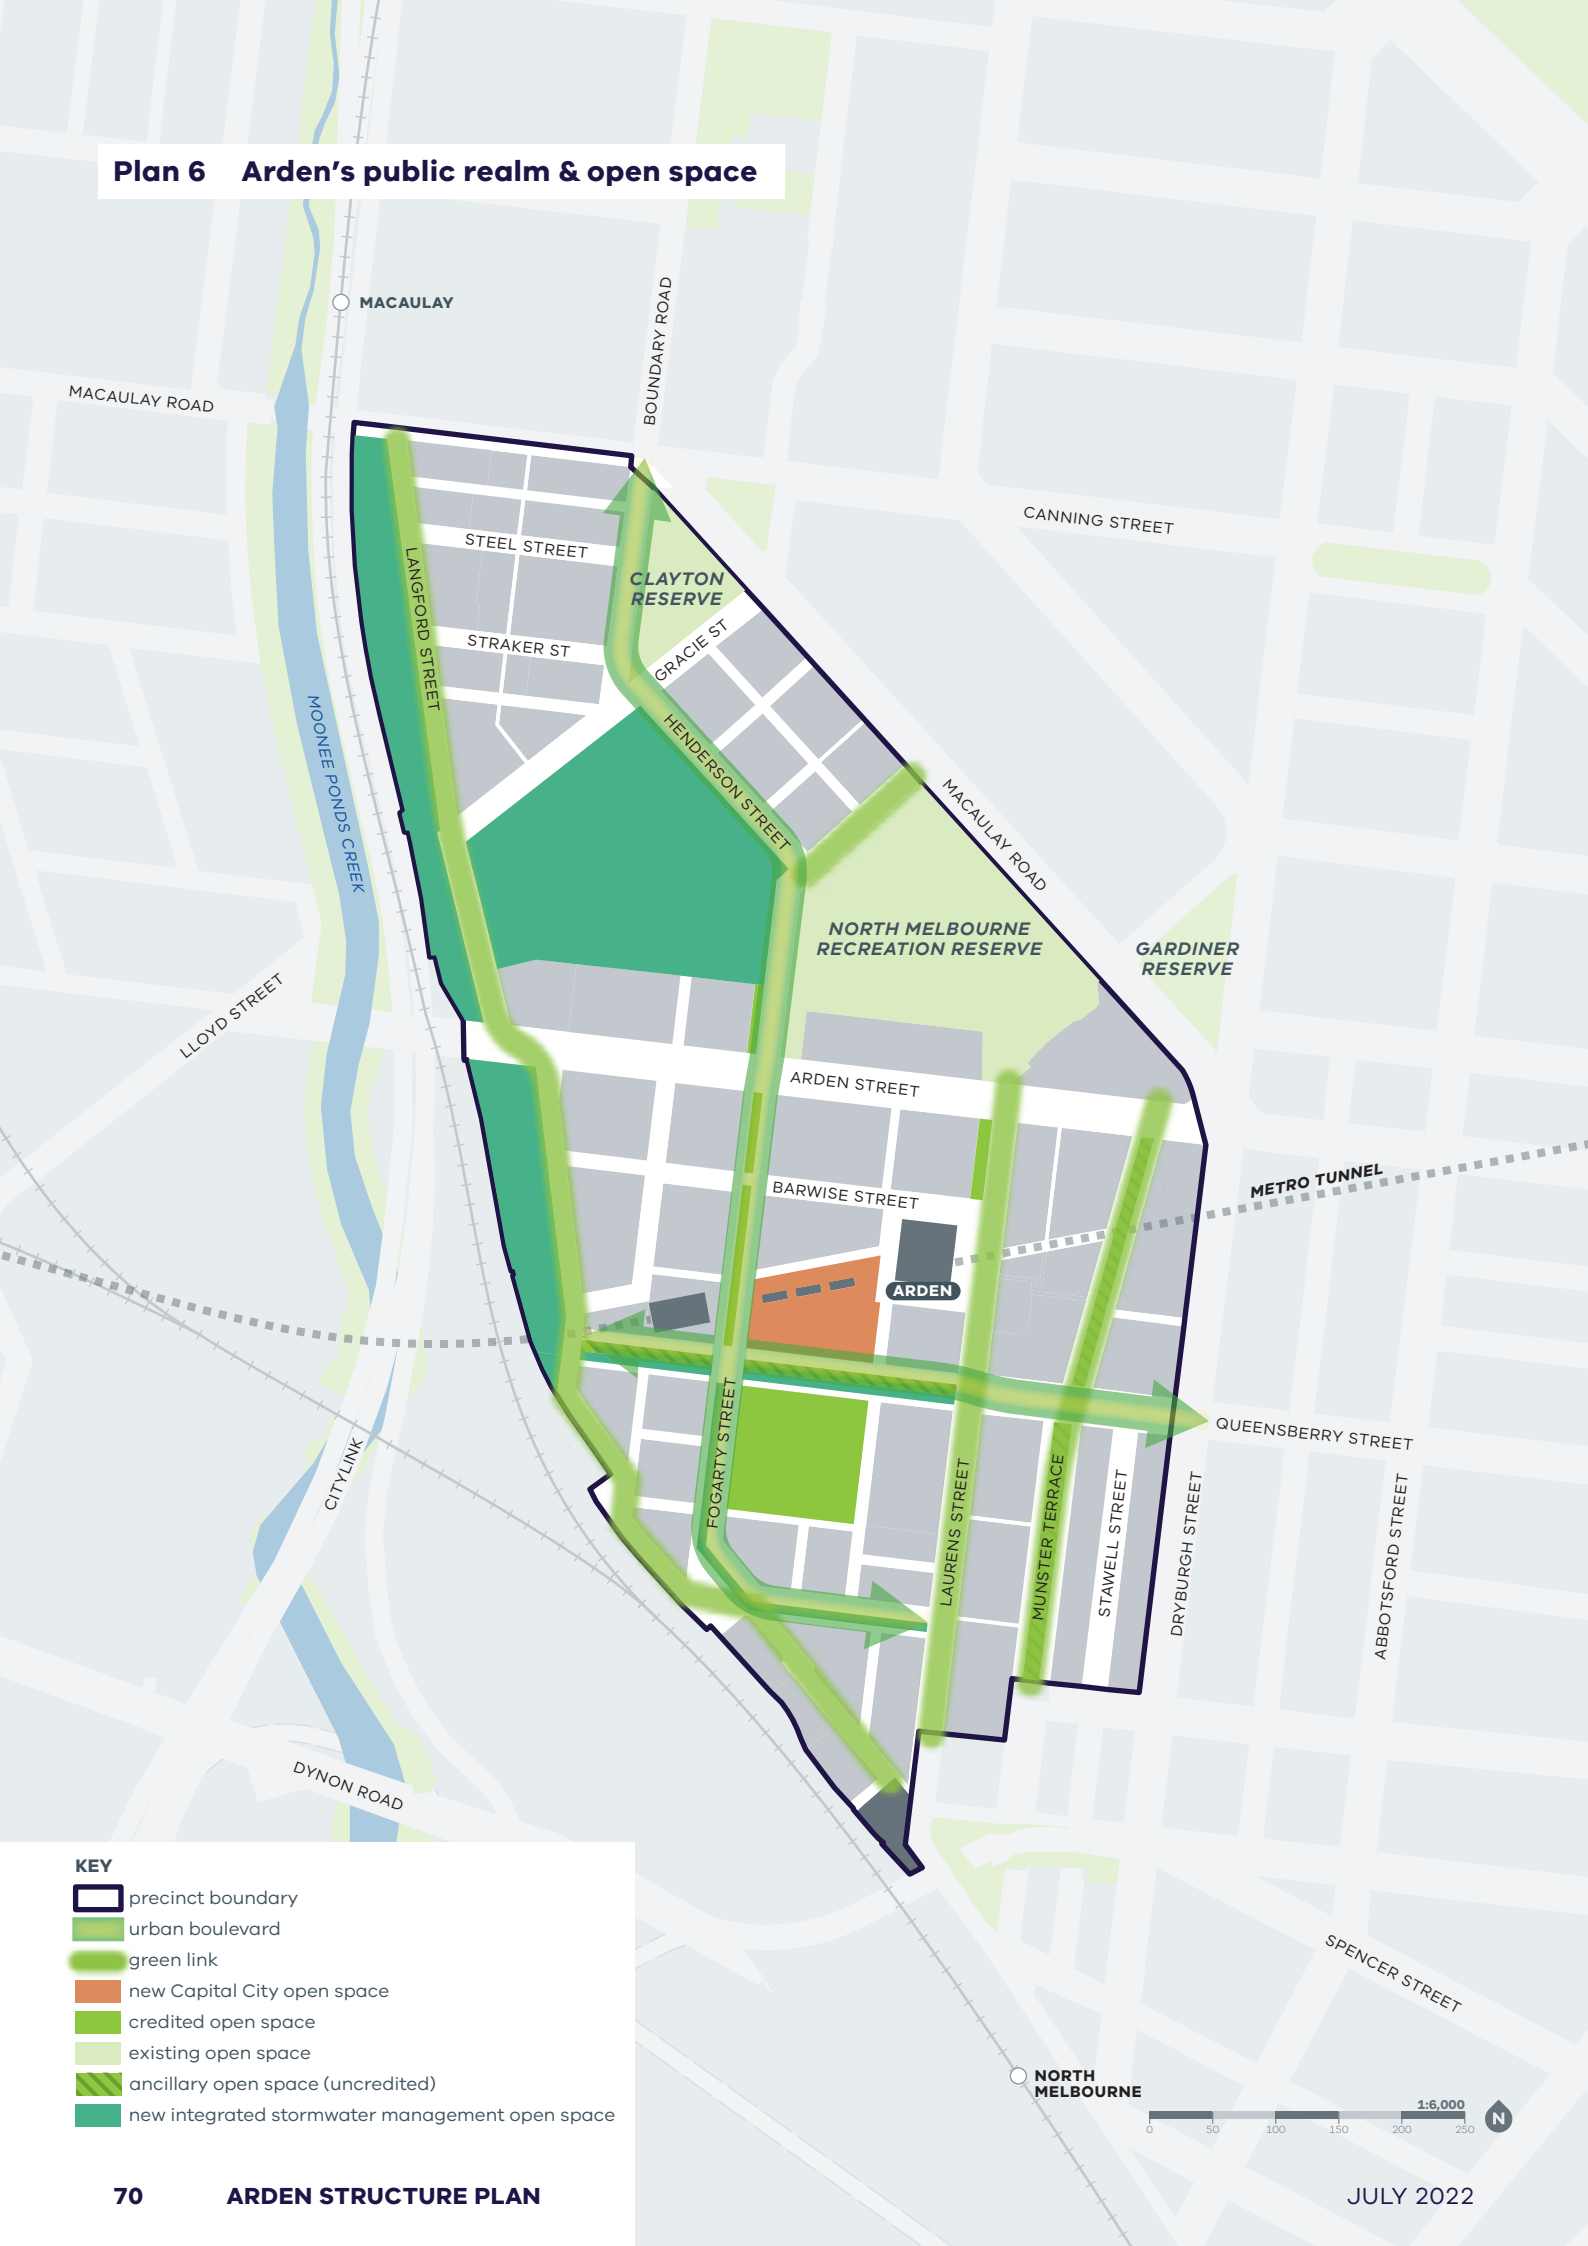 Plan 6 Arden's public realm & open space
MACAULAY
BOUNDARY ROAD
MACAULAY ROAD
CANNING STREET
STEEL STREET
LANGFORD STREET
CLAYTON
RESERVE
STRAKER ST
GRACIE ST
HENDERSON STREET
MOONEE PONDS CREEK
MACAULAY ROAD
NORTH MELBOURNE
RECREATION RESERVE
GARDINER
RESERVE
LLOYD STREET
ARDEN STREET
BARWISE STREET
METRO TUNNEL
ARDEN
QUEENSBERRY STREET
CITYLINK
FOGARTY STREET
LAURENS STREET
MUNSTER TERRACE
STAWELL STREET
DRYBURGH STREET
ABBOTSFORD STREET
DYNON ROAD
SPENCER STREET
NORTH
MELBOURNE
KEY
precinct boundary
urban boulevard
green link
new Capital City open space
credited open space
existing open space
ancillary open space (uncredited)
new integrated stormwater management open space
1:6,000
0 50 100 150 200 250
N
70 ARDEN STRUCTURE PLAN
JULY 2022